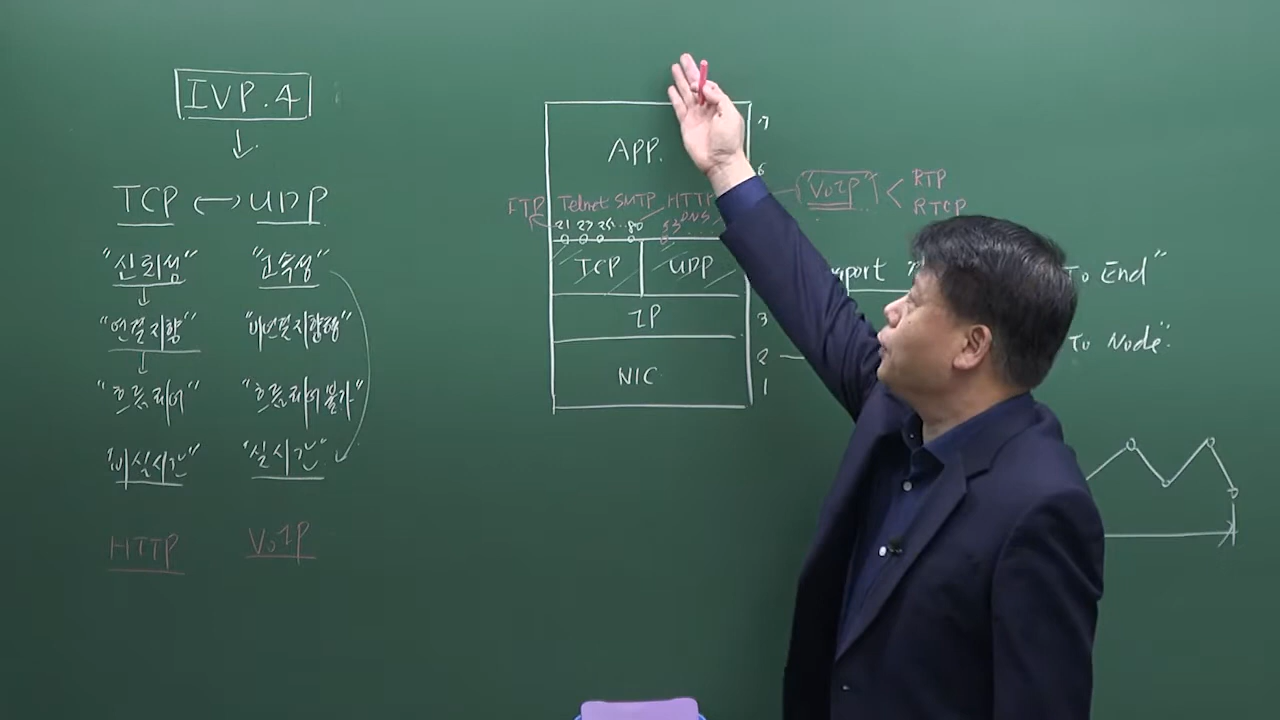 IVP.4
TCP ↔ UDP
"신뢰성" "고속성"
"연결지향" "비연결지향형"
"흐름제어" "흐름제어 불가"
"비실시간" "실시간"
HTTP VoIP
7
APP.
6
FTP Telnet SMTP HTTP "VoIP" < RTP
RTCP
DNS
21 23 25 ... 80 53
TCP UDP
port To End"
IP 3
To Node".
NIC 2
1